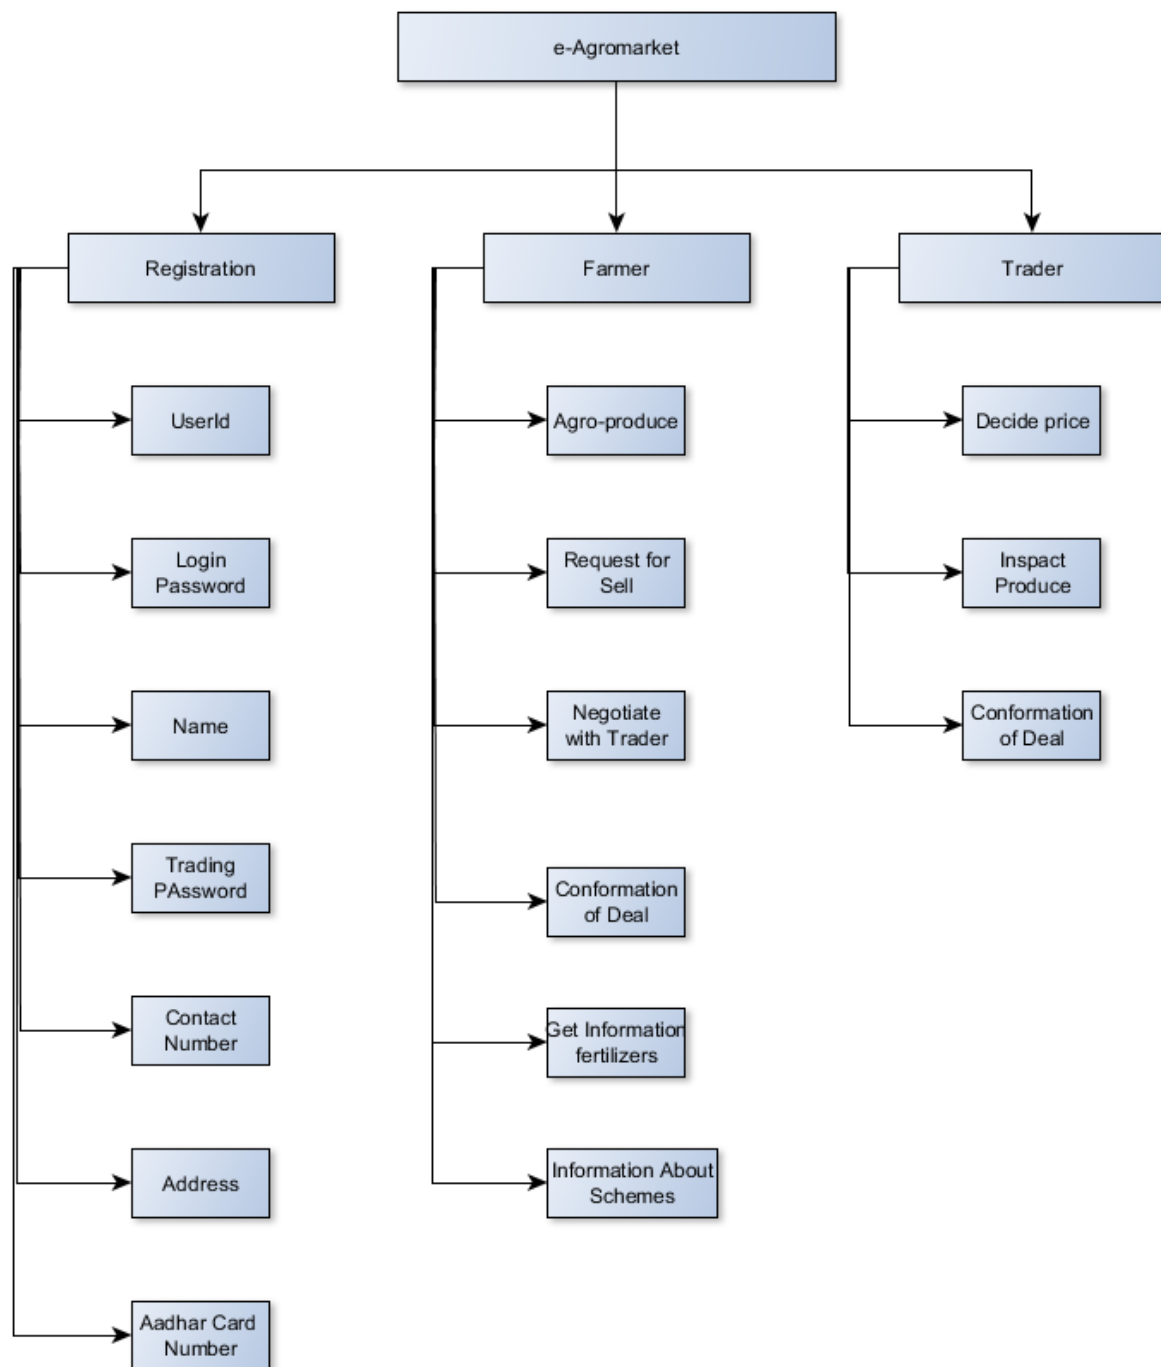 e-Agromarket
Registration
Farmer
Trader
UserId
Agro-produce
Decide price
Login
Password
Request for
Sell
Inspact
Produce
Name
Negotiate
with Trader
Conformation
of Deal
Trading
PAssword
Conformation
of Deal
Contact
Number
Get Information
fertilizers
Address
Information About
Schemes
Aadhar Card
Number